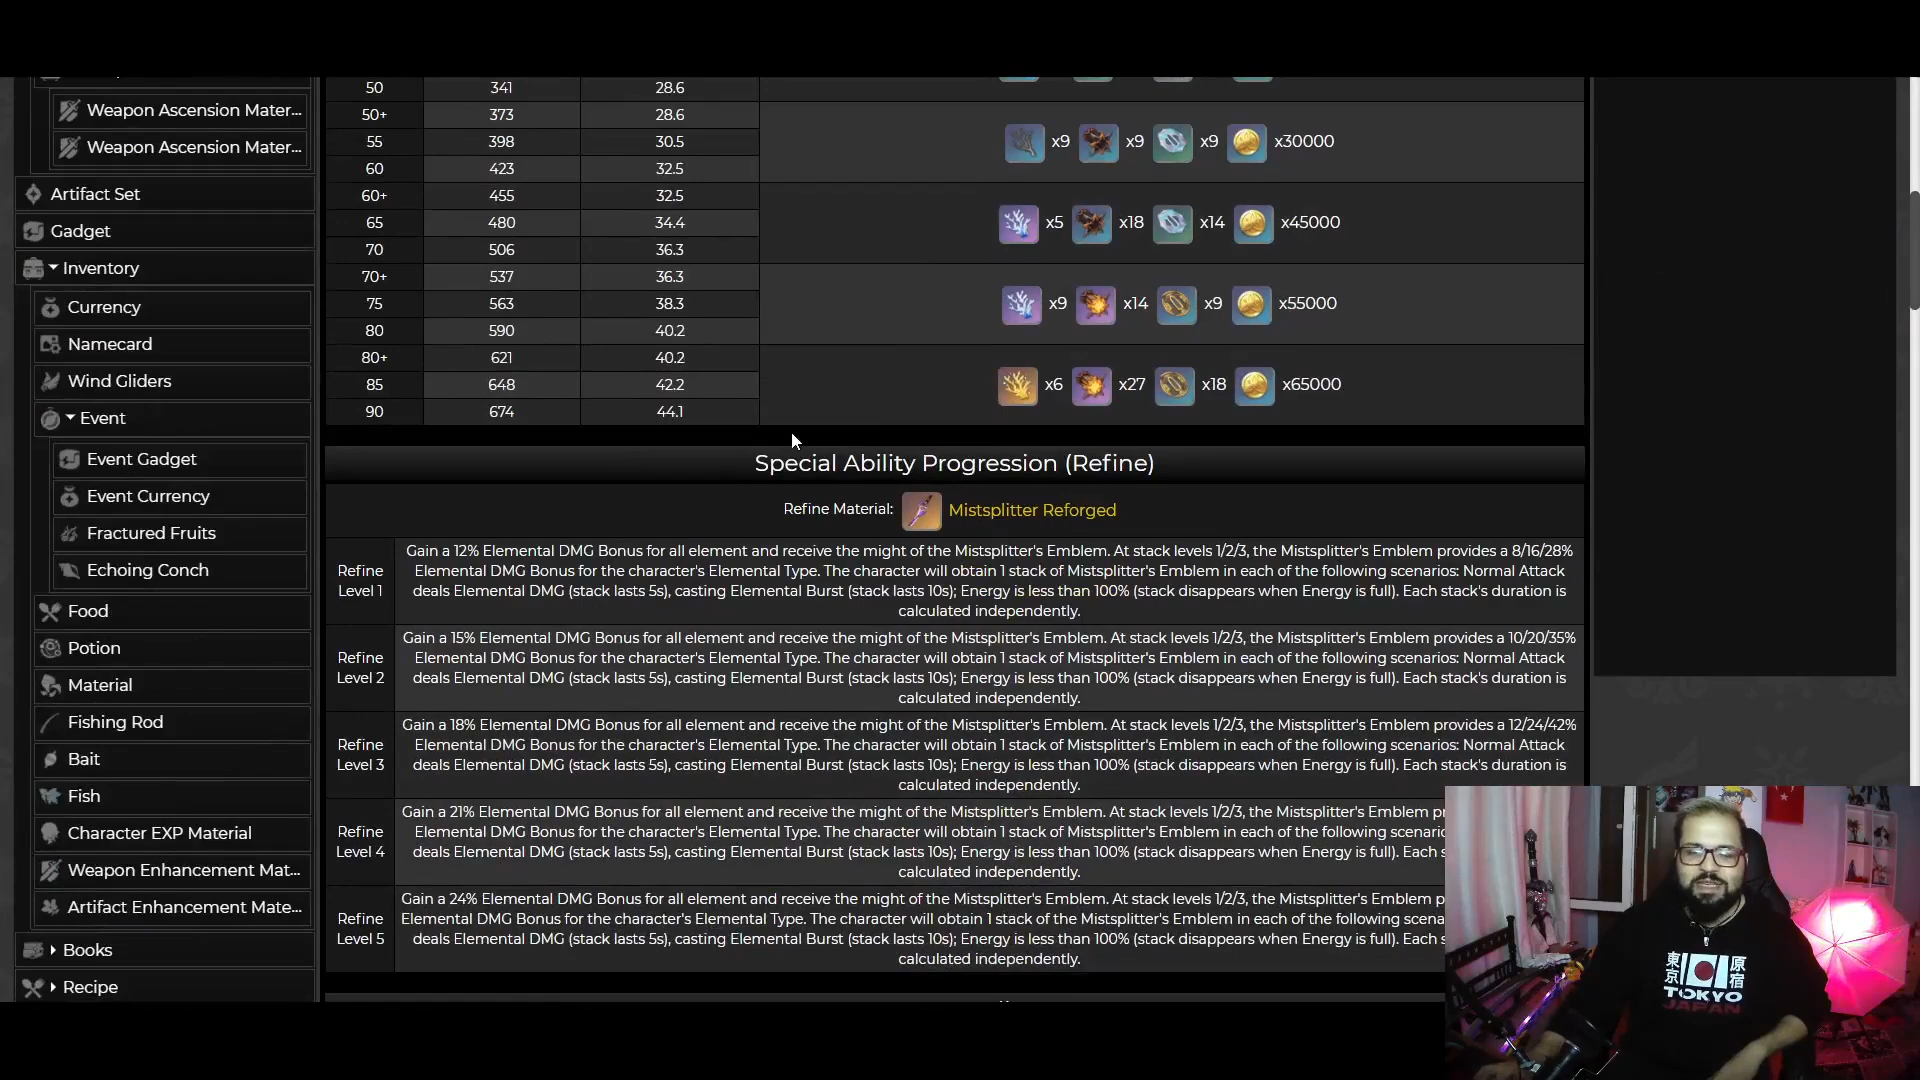 Weapon Ascension Mater...
Weapon Ascension Mater...
Artifact Set
Gadget
Inventory
Currency
Namecard
Wind Gliders
Event
Event Gadget
Event Currency
Fractured Fruits
Echoing Conch
Food
Potion
Material
Fishing Rod
Bait
Fish
Character EXP Material
Weapon Enhancement Mat...
Artifact Enhancement Mate...
Books
Recipe
50 341 28.6
50+ 373 28.6
55 398 30.5 x9 x9 x9 x30000
60 423 32.5
60+ 455 32.5
65 480 34.4 x5 x18 x14 x45000
70 506 36.3
70+ 537 36.3
75 563 38.3 x9 x14 x9 x55000
80 590 40.2
80+ 621 40.2
85 648 42.2 x6 x27 x18 x65000
90 674 44.1
Special Ability Progression (Refine)
Refine Material: Mistsplitter Reforged
Refine
Level 1
Gain a 12% Elemental DMG Bonus for all element and receive the might of the Mistsplitter's Emblem. At stack levels 1/2/3, the Mistsplitter's Emblem provides a 8/16/28%
Elemental DMG Bonus for the character's Elemental Type. The character will obtain 1 stack of Mistsplitter's Emblem in each of the following scenarios: Normal Attack
deals Elemental DMG (stack lasts 5s), casting Elemental Burst (stack lasts 10s); Energy is less than 100% (stack disappears when Energy is full). Each stack's duration is
calculated independently.
Refine
Level 2
Gain a 15% Elemental DMG Bonus for all element and receive the might of the Mistsplitter's Emblem. At stack levels 1/2/3, the Mistsplitter's Emblem provides a 10/20/35%
Elemental DMG Bonus for the character's Elemental Type. The character will obtain 1 stack of Mistsplitter's Emblem in each of the following scenarios: Normal Attack
deals Elemental DMG (stack lasts 5s), casting Elemental Burst (stack lasts 10s); Energy is less than 100% (stack disappears when Energy is full). Each stack's duration is
calculated independently.
Refine
Level 3
Gain a 18% Elemental DMG Bonus for all element and receive the might of the Mistsplitter's Emblem. At stack levels 1/2/3, the Mistsplitter's Emblem provides a 12/24/42%
Elemental DMG Bonus for the character's Elemental Type. The character will obtain 1 stack of Mistsplitter's Emblem in each of the following scenarios: Normal Attack
deals Elemental DMG (stack lasts 5s), casting Elemental Burst (stack lasts 10s); Energy is less than 100% (stack disappears when Energy is full). Each stack's duration is
calculated independently.
Refine
Level 4
Gain a 21% Elemental DMG Bonus for all element and receive the might of the Mistsplitter's Emblem. At stack levels 1/2/3, the Mistsplitter's Emblem
Elemental DMG Bonus for the character's Elemental Type. The character will obtain 1 stack of Mistsplitter's Emblem in each of the following
deals Elemental DMG (stack lasts 5s), casting Elemental Burst (stack lasts 10s); Energy is less than 100% (stack disappears when Energy is full). Each
calculated independently.
Refine
Level 5
Gain a 24% Elemental DMG Bonus for all element and receive the might of the Mistsplitter's Emblem. At stack levels 1/2/3, the Mistsplitter's Emblem
Elemental DMG Bonus for the character's Elemental Type. The character will obtain 1 stack of Mistsplitter's Emblem in each of the following
deals Elemental DMG (stack lasts 5s), casting Elemental Burst (stack lasts 10s); Energy is less than 100% (stack disappears when Energy is full). Each
calculated independently.
東京 原宿
TOKYO
JAPAN